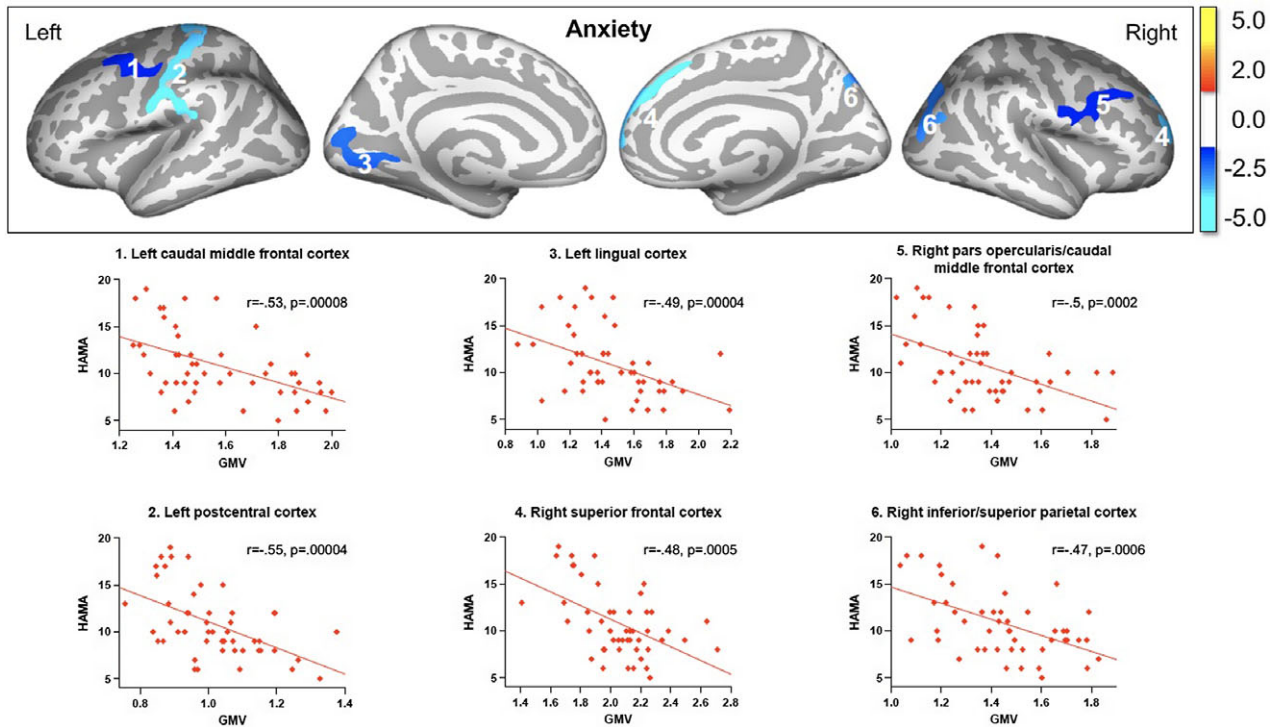 Left
Anxiety
Right
1
2
3
4
6
6
5
4
5.0
2.0
0.0
-2.5
-5.0
1. Left caudal middle frontal cortex
r=-.53, p=.00008
20
15
10
5
HAMA
1.2 1.4 1.6 1.8 2.0
GMV
3. Left lingual cortex
r=-.49, p=.00004
20
15
10
5
HAMA
0.8 1.0 1.2 1.4 1.6 1.8 2.0 2.2
GMV
5. Right pars opercularis/caudal
middle frontal cortex
r=-.5, p=.0002
20
15
10
5
HAMA
1.0 1.2 1.4 1.6 1.8
GMV
2. Left postcentral cortex
r=-.55, p=.00004
20
15
10
5
HAMA
0.8 1.0 1.2 1.4
GMV
4. Right superior frontal cortex
r=-.48, p=.0005
20
15
10
5
HAMA
1.4 1.6 1.8 2.0 2.2 2.4 2.6 2.8
GMV
6. Right inferior/superior parietal cortex
r=-.47, p=.0006
20
15
10
5
HAMA
1.0 1.2 1.4 1.6 1.8
GMV